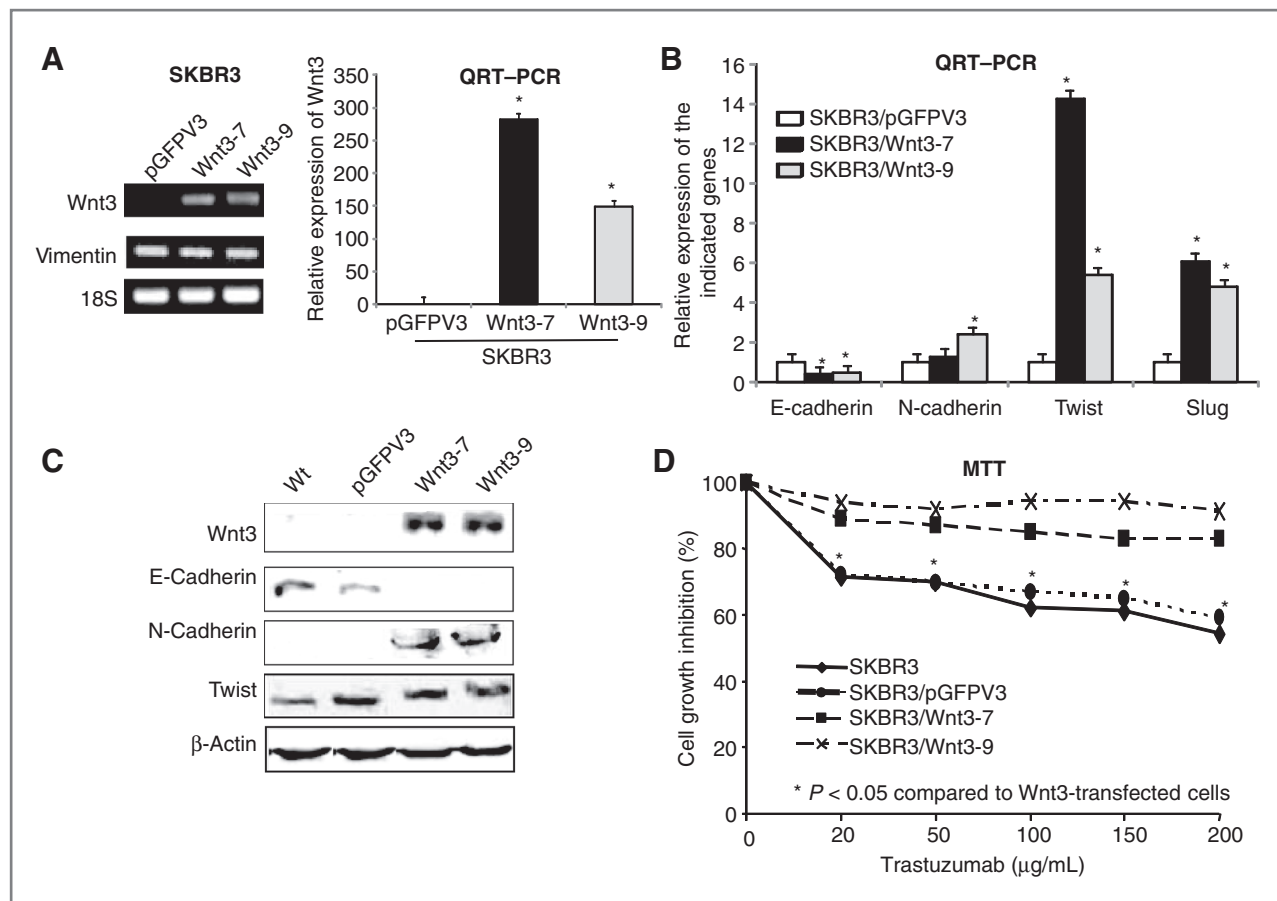 A
SKBR3
pGFPV3
Wnt3-7
Wnt3-9
Wnt3
Vimentin
18S
QRT–PCR
Relative expression of Wnt3
350
300
250
200
150
100
50
0
*
*
pGFPV3 Wnt3-7 Wnt3-9
SKBR3
B
QRT–PCR
Relative expression of the
indicated genes
16
14
12
10
8
6
4
2
0
SKBR3/pGFPV3
SKBR3/Wnt3-7
SKBR3/Wnt3-9
* *
*
* *
* *
E-cadherin N-cadherin Twist Slug
C
Wt
pGFPV3
Wnt3-7
Wnt3-9
Wnt3
E-Cadherin
N-Cadherin
Twist
β-Actin
D
MTT
Cell growth inhibition (%)
100
80
60
40
20
0
* * * * *
SKBR3
SKBR3/pGFPV3
SKBR3/Wnt3-7
SKBR3/Wnt3-9
* P < 0.05 compared to Wnt3-transfected cells
0 20 50 100 150 200
Trastuzumab (μg/mL)